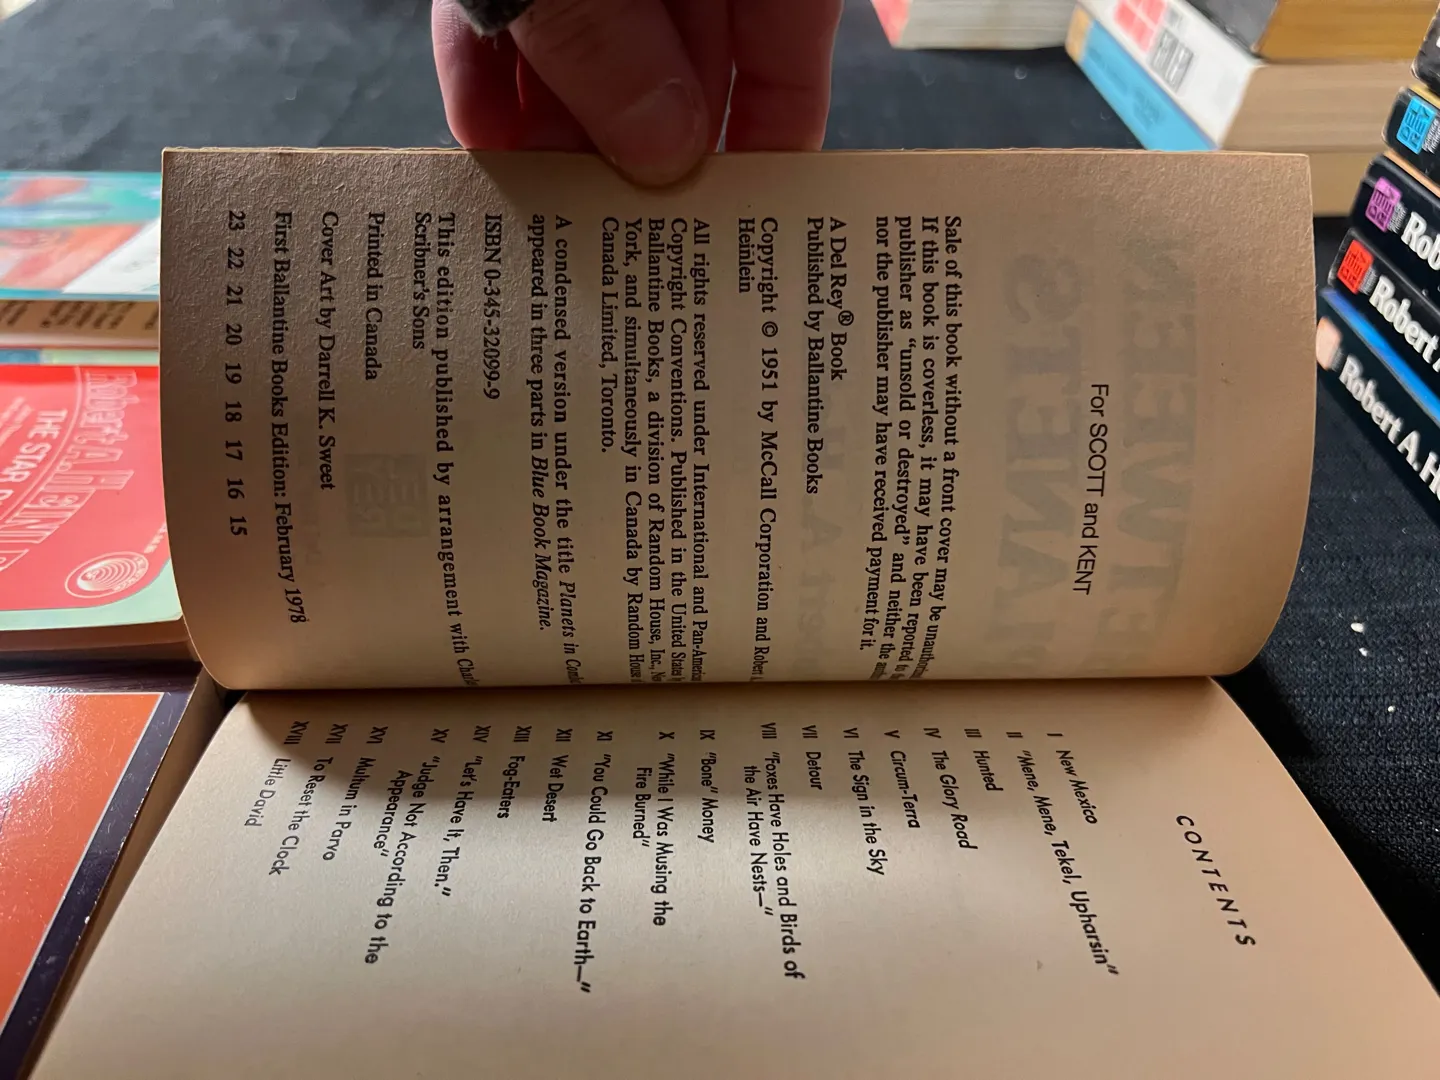 For SCOTT and KENT
Sale of this book without a front cover may be
If this book is coverless, it may have been reported to
publisher as "unsold or destroyed" and neither the
nor the publisher may have received payment for it.
A Del Rey® Book
Published by Ballantine Books
Copyright © 1951 by McCall Corporation and Robert
Heinlein
All rights reserved under International and
Copyright Conventions. Published in the United States
Ballantine Books, a division of Random House, Inc.,
York, and simultaneously in Canada by Random House
Canada Limited, Toronto.
A condensed version under the title Planets in
appeared in three parts in Blue Book Magazine.
ISBN 0-345-32099-9
This edition published by arrangement with
Scribner's Sons
Printed in Canada
Cover Art by Darrell K. Sweet
First Ballantine Books Edition: February 1978
23 22 21 20 19 18 17 16 15
CONTENTS
I New Mexico
II "Mene, Mene, Tekel, Upharsin"
III Hunted
IV The Glory Road
V Circum-Terra
VI The Sign in the Sky
VII Detour
VIII "Foxes Have Holes and Birds of
the Air Have Nests—"
IX "Bone" Money
X "While I Was Musing the
Fire Burned"
XI "You Could Go Back to Earth—"
XII Wet Desert
XIII Fog-Eaters
XIV "Let's Have It, Then."
XV "Judge Not According to the
Appearance"
XVI Multum in Parvo
XVII To Reset the Clock
XVIII Little David
Robert A. Heinlein
THE STAR
DEL
REY
Robert A.
Robert A.